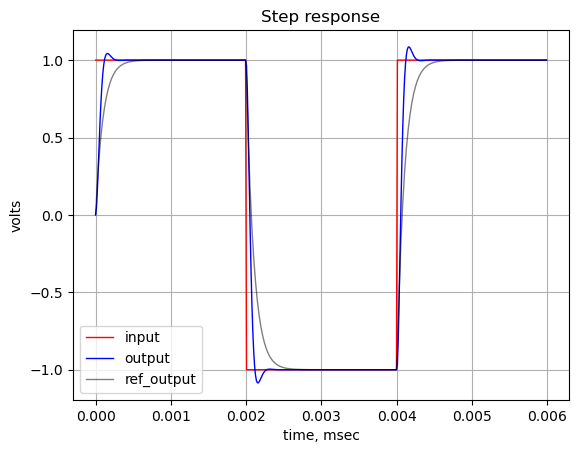 Step response
1.0
0.5
0.0
−0.5
−1.0
volts
input
output
ref_output
0.000 0.001 0.002 0.003 0.004 0.005 0.006
time, msec